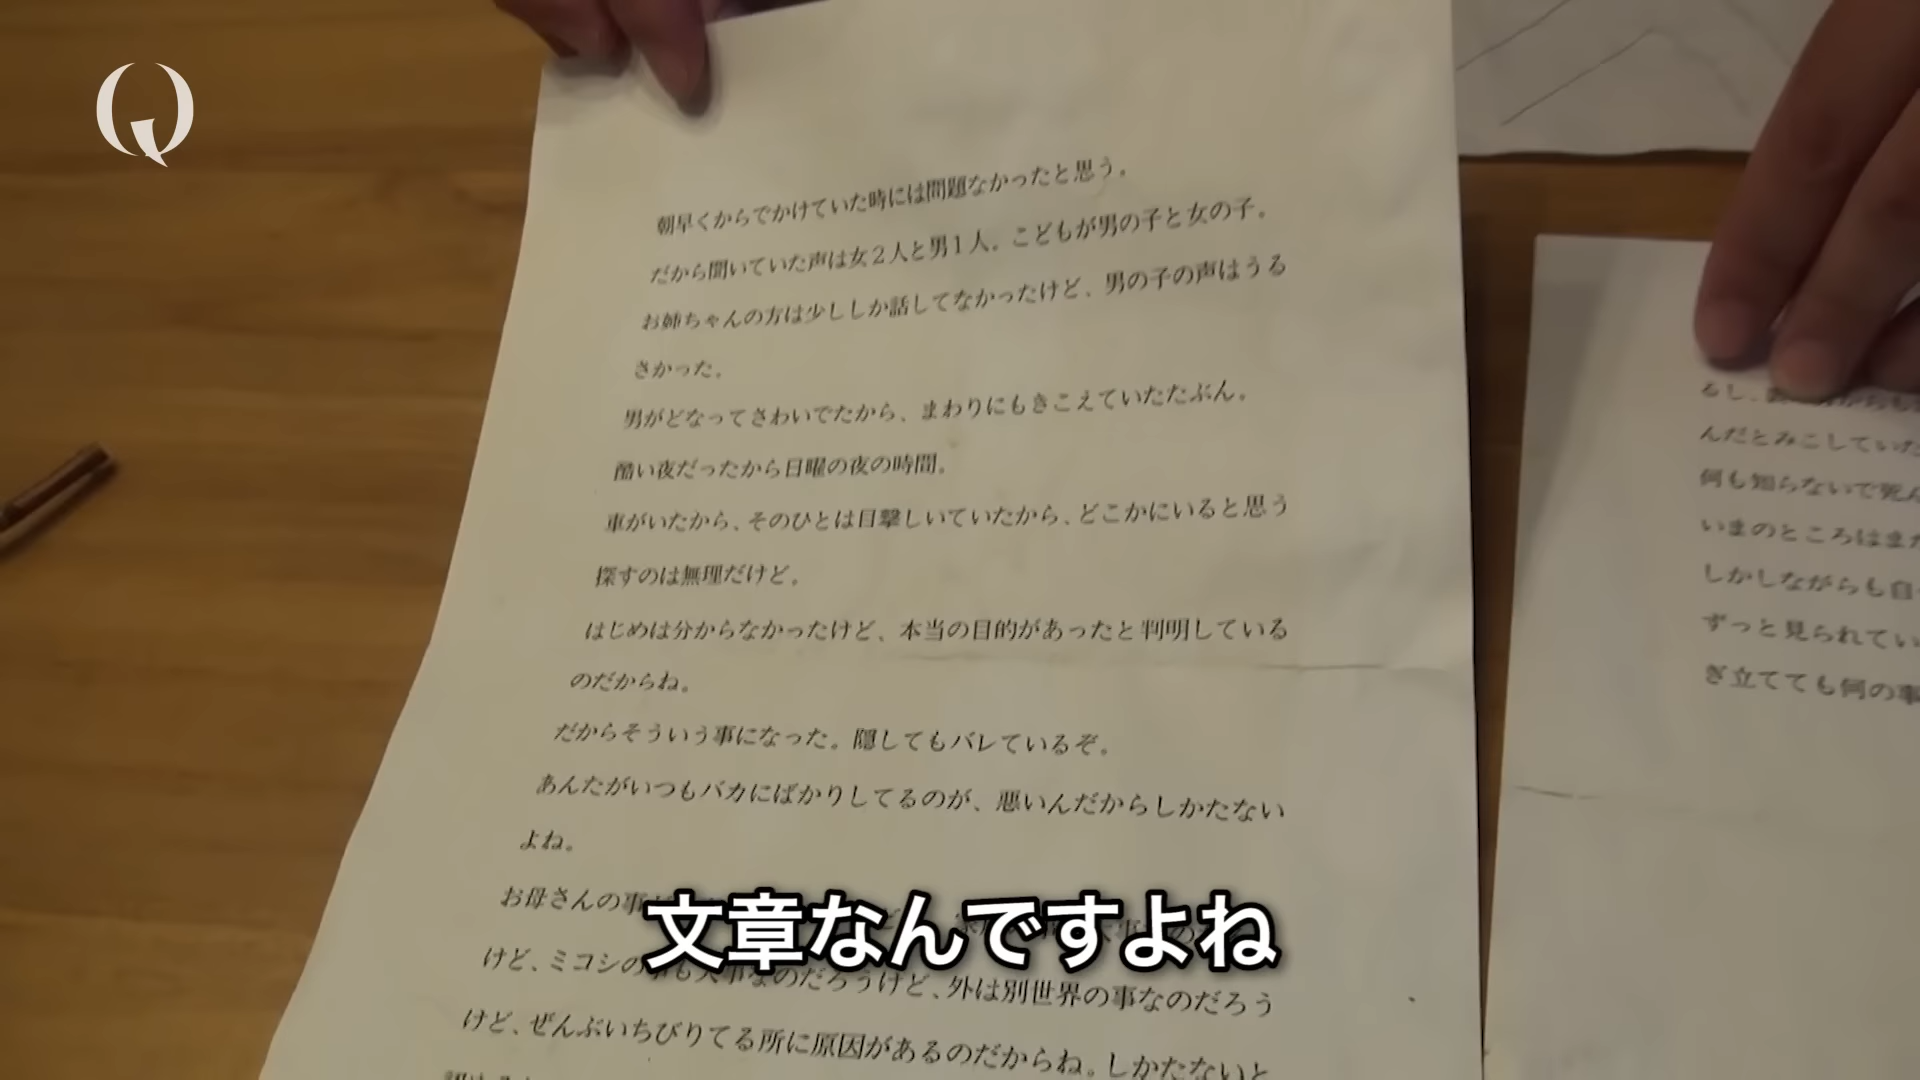 Q
朝早くからでかけていた時には問題なかったと思う。
だから聞いていた声は女2人と男1人。こどもが男の子と女の子。
お姉ちゃんの方は少ししか話してなかったけど、男の子の声はうる
さかった。
男がどなってさわいでたから、まわりにもきこえていたたぶん。
酷い夜だったから日曜の夜の時間。
車がいたから、そのひとは目撃しいていたから、どこかにいると思う
探すのは無理だけど。
はじめは分からなかったけど、本当の目的があったと判明している
のだからね。
だからそういう事になった。隠してもバレているぞ。
あんたがいつもバカにばかりしてるのが、悪いんだからしかたない
よね。
お母さんの事
けど、ミコシの事も大事なのだろうけど、外は別世界の事なのだろう
けど、ぜんぶいちびりてる所に原因があるのだからね。しかたないと
るし、
んだとみこしていた
何も知らないで死ん
いまのところはまだ
しかしながらも自
ずっと見られてい
ぎ立てても何の事
文章なんですよね